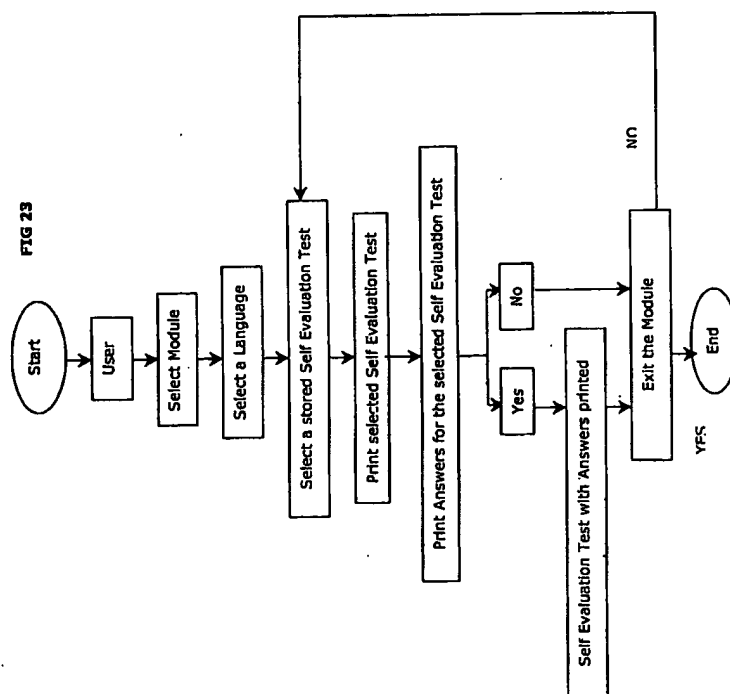 FIG 23
Start
User
Select Module
Select a Language
Select a stored Self Evaluation Test
Print selected Self Evaluation Test
Print Answers for the selected Self Evaluation Test
Yes
No
Self Evaluation Test with Answers printed
Exit the Module
NO
YES
End